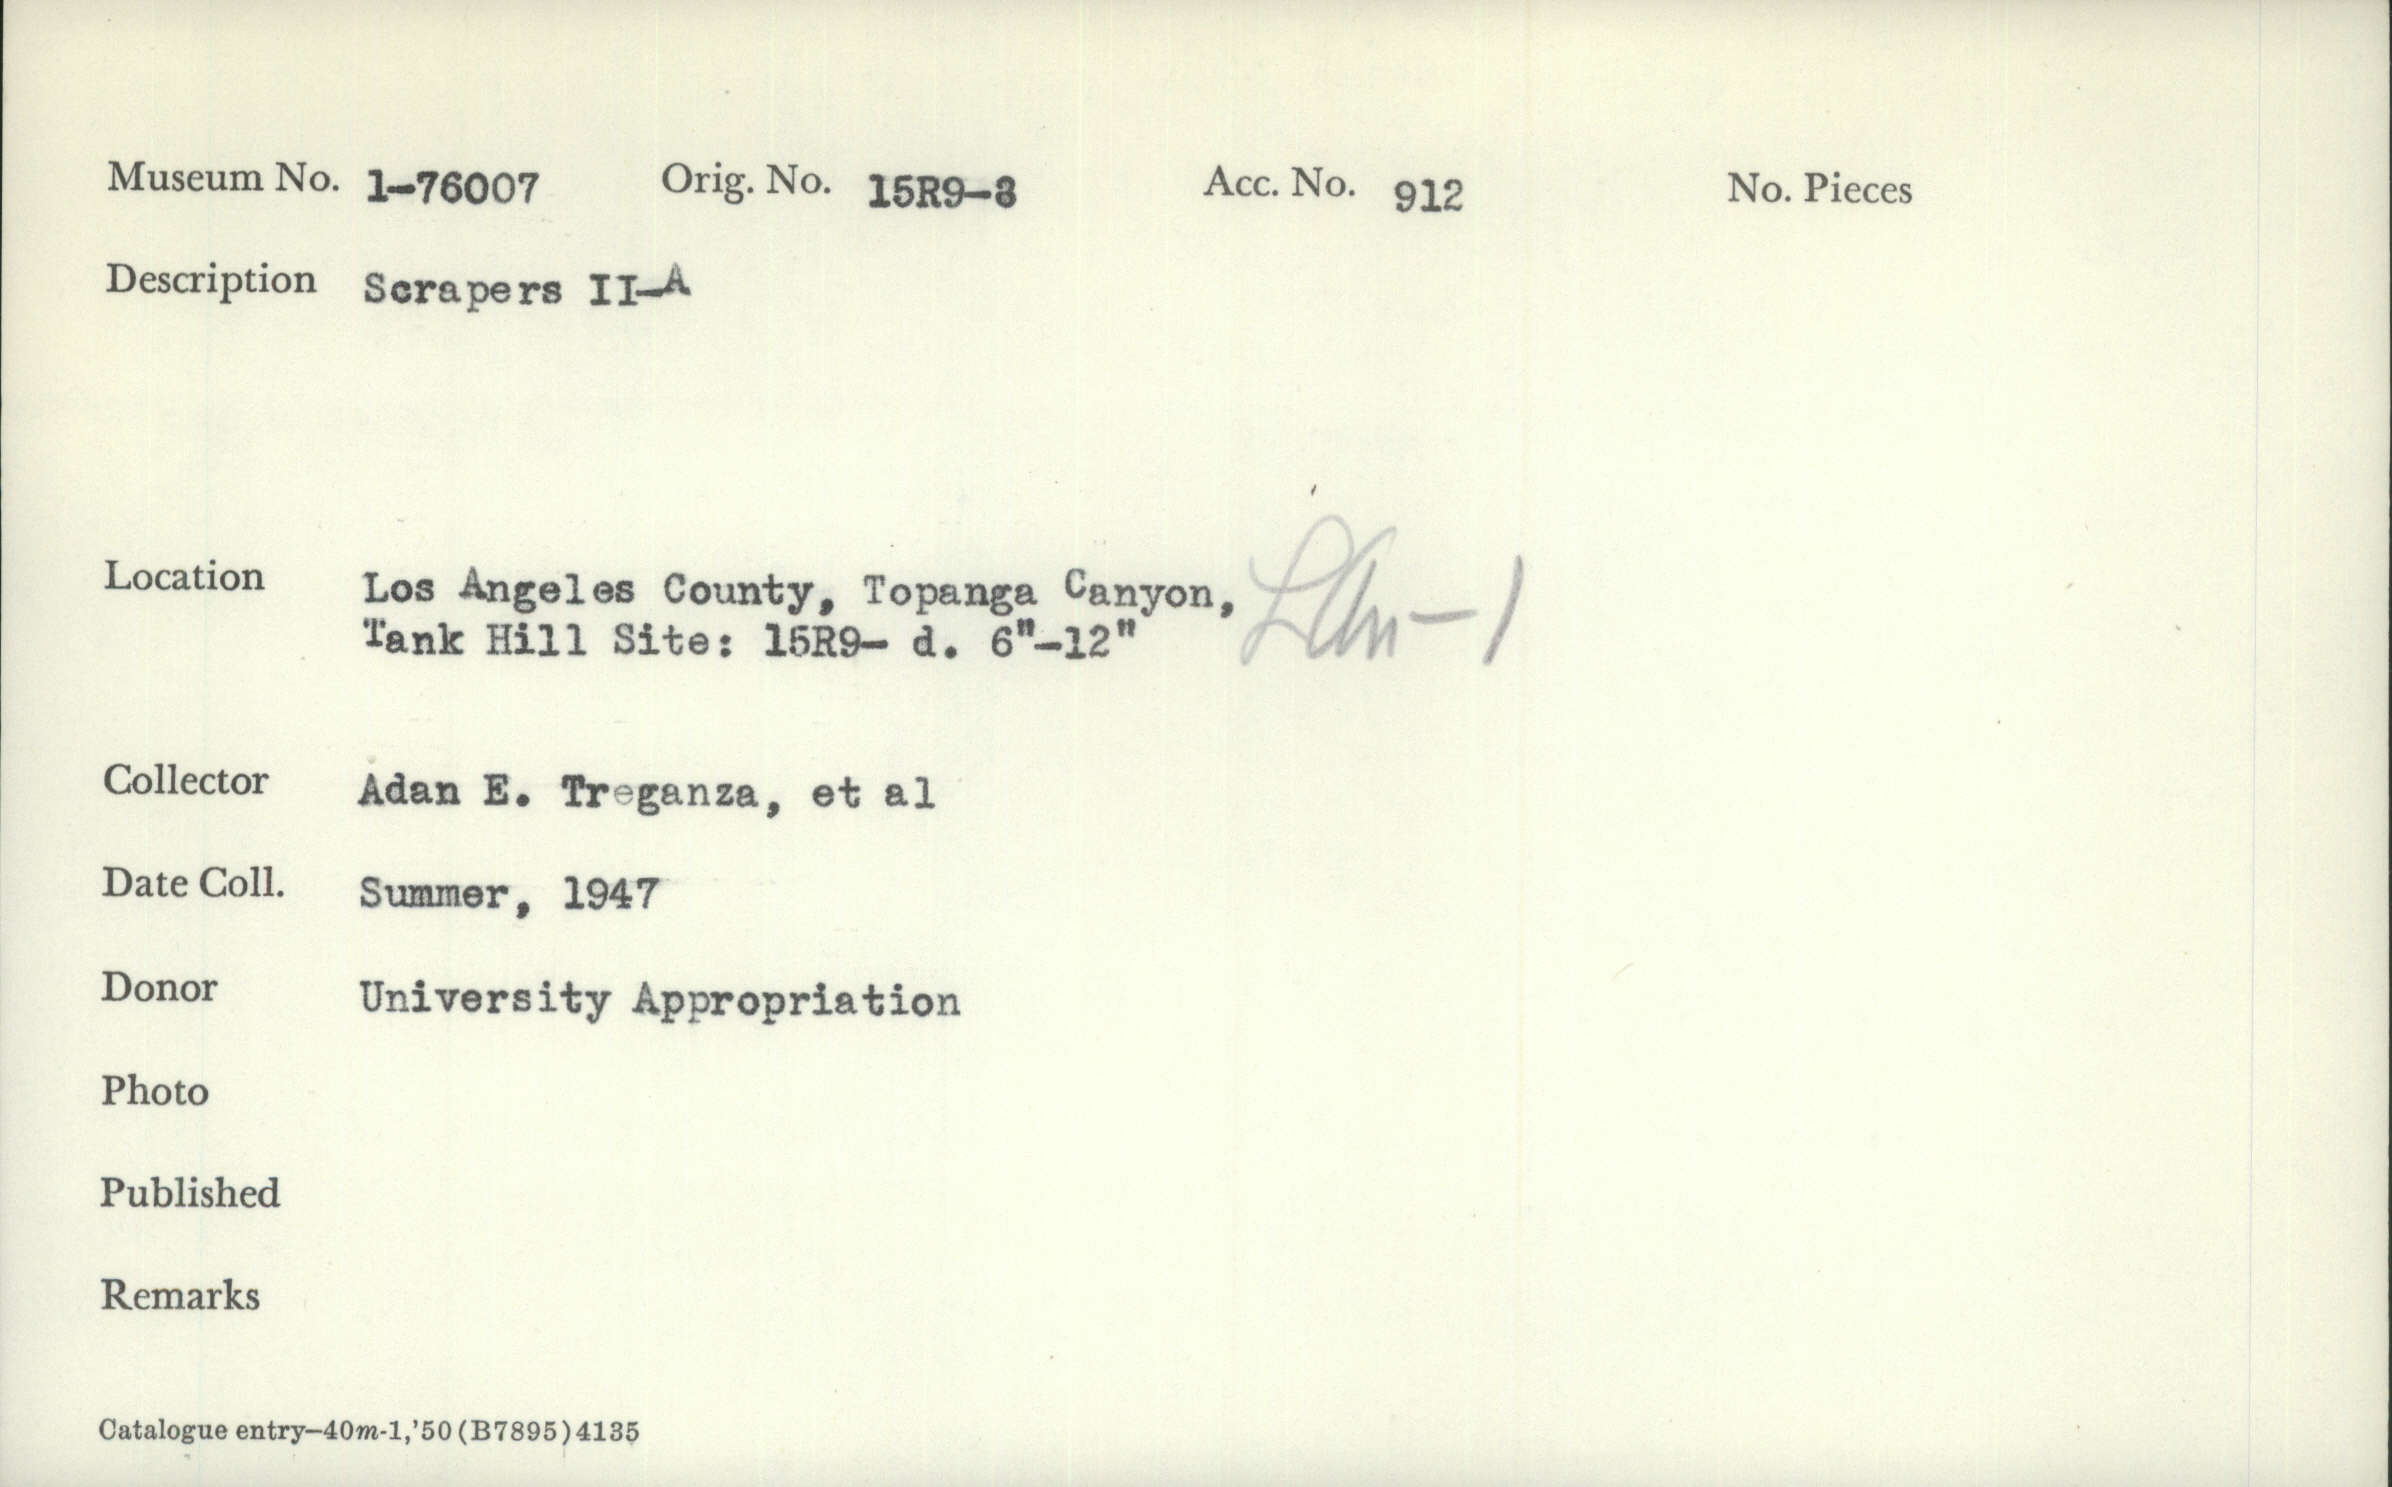 Museum No. 1-76007 Orig. No. 15R9-8 Acc. No. 912 No. Pieces
Description Scrapers II-A
Location Los Angeles County, Topanga Canyon, LAn-1
Tank Hill Site: 15R9- d. 6"-12"
Collector Adan E. Treganza, et al
Date Coll. Summer, 1947
Donor University Appropriation
Photo
Published
Remarks
Catalogue entry—40m-1,'50(B7895)4135